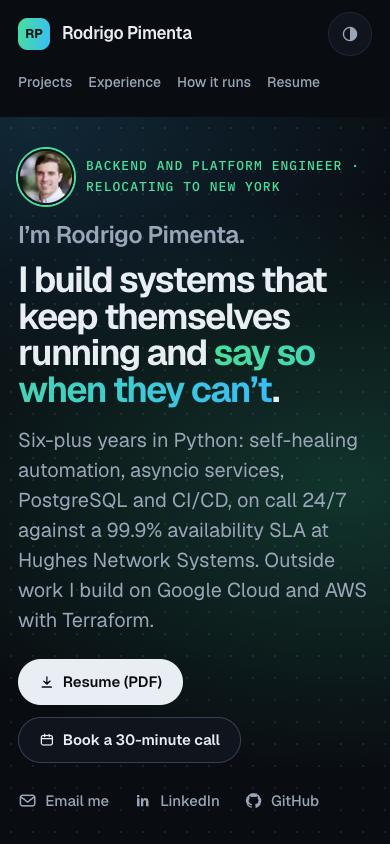 RP Rodrigo Pimenta
Projects Experience How it runs Resume
BACKEND AND PLATFORM ENGINEER ·
RELOCATING TO NEW YORK
I’m Rodrigo Pimenta.
I build systems that
keep themselves
running and say so
when they can’t.
Six-plus years in Python: self-healing
automation, asyncio services,
PostgreSQL and CI/CD, on call 24/7
against a 99.9% availability SLA at
Hughes Network Systems. Outside
work I build on Google Cloud and AWS
with Terraform.
Resume (PDF)
Book a 30-minute call
Email me LinkedIn GitHub